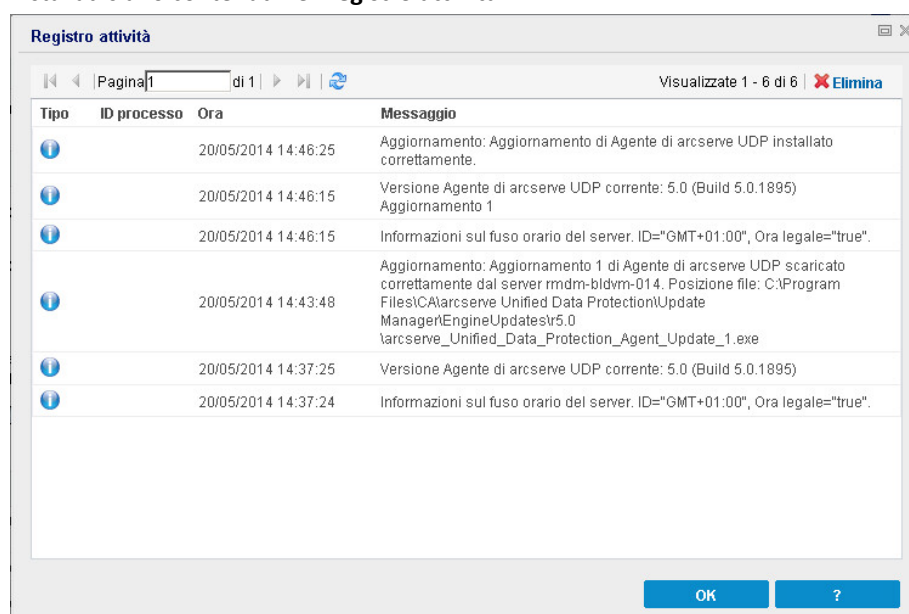 Registro attività
Pagina 1 di 1 Visualizzate 1 - 6 di 6 Elimina
Tipo ID processo Ora Messaggio
20/05/2014 14:46:25 Aggiornamento: Aggiornamento di Agente di arcserve UDP installato
correttamente.
20/05/2014 14:46:15 Versione Agente di arcserve UDP corrente: 5.0 (Build 5.0.1895)
Aggiornamento 1
20/05/2014 14:46:15 Informazioni sul fuso orario del server. ID="GMT+01:00", Ora legale="true".
Aggiornamento: Aggiornamento 1 di Agente di arcserve UDP scaricato
correttamente dal server rmdm-bldvm-014. Posizione file: C:\Program
20/05/2014 14:43:48 Files\CA\arcserve Unified Data Protection\Update
Manager\EngineUpdates\r5.0
\arcserve_Unified_Data_Protection_Agent_Update_1.exe
20/05/2014 14:37:25 Versione Agente di arcserve UDP corrente: 5.0 (Build 5.0.1895)
20/05/2014 14:37:24 Informazioni sul fuso orario del server. ID="GMT+01:00", Ora legale="true".
OK ?